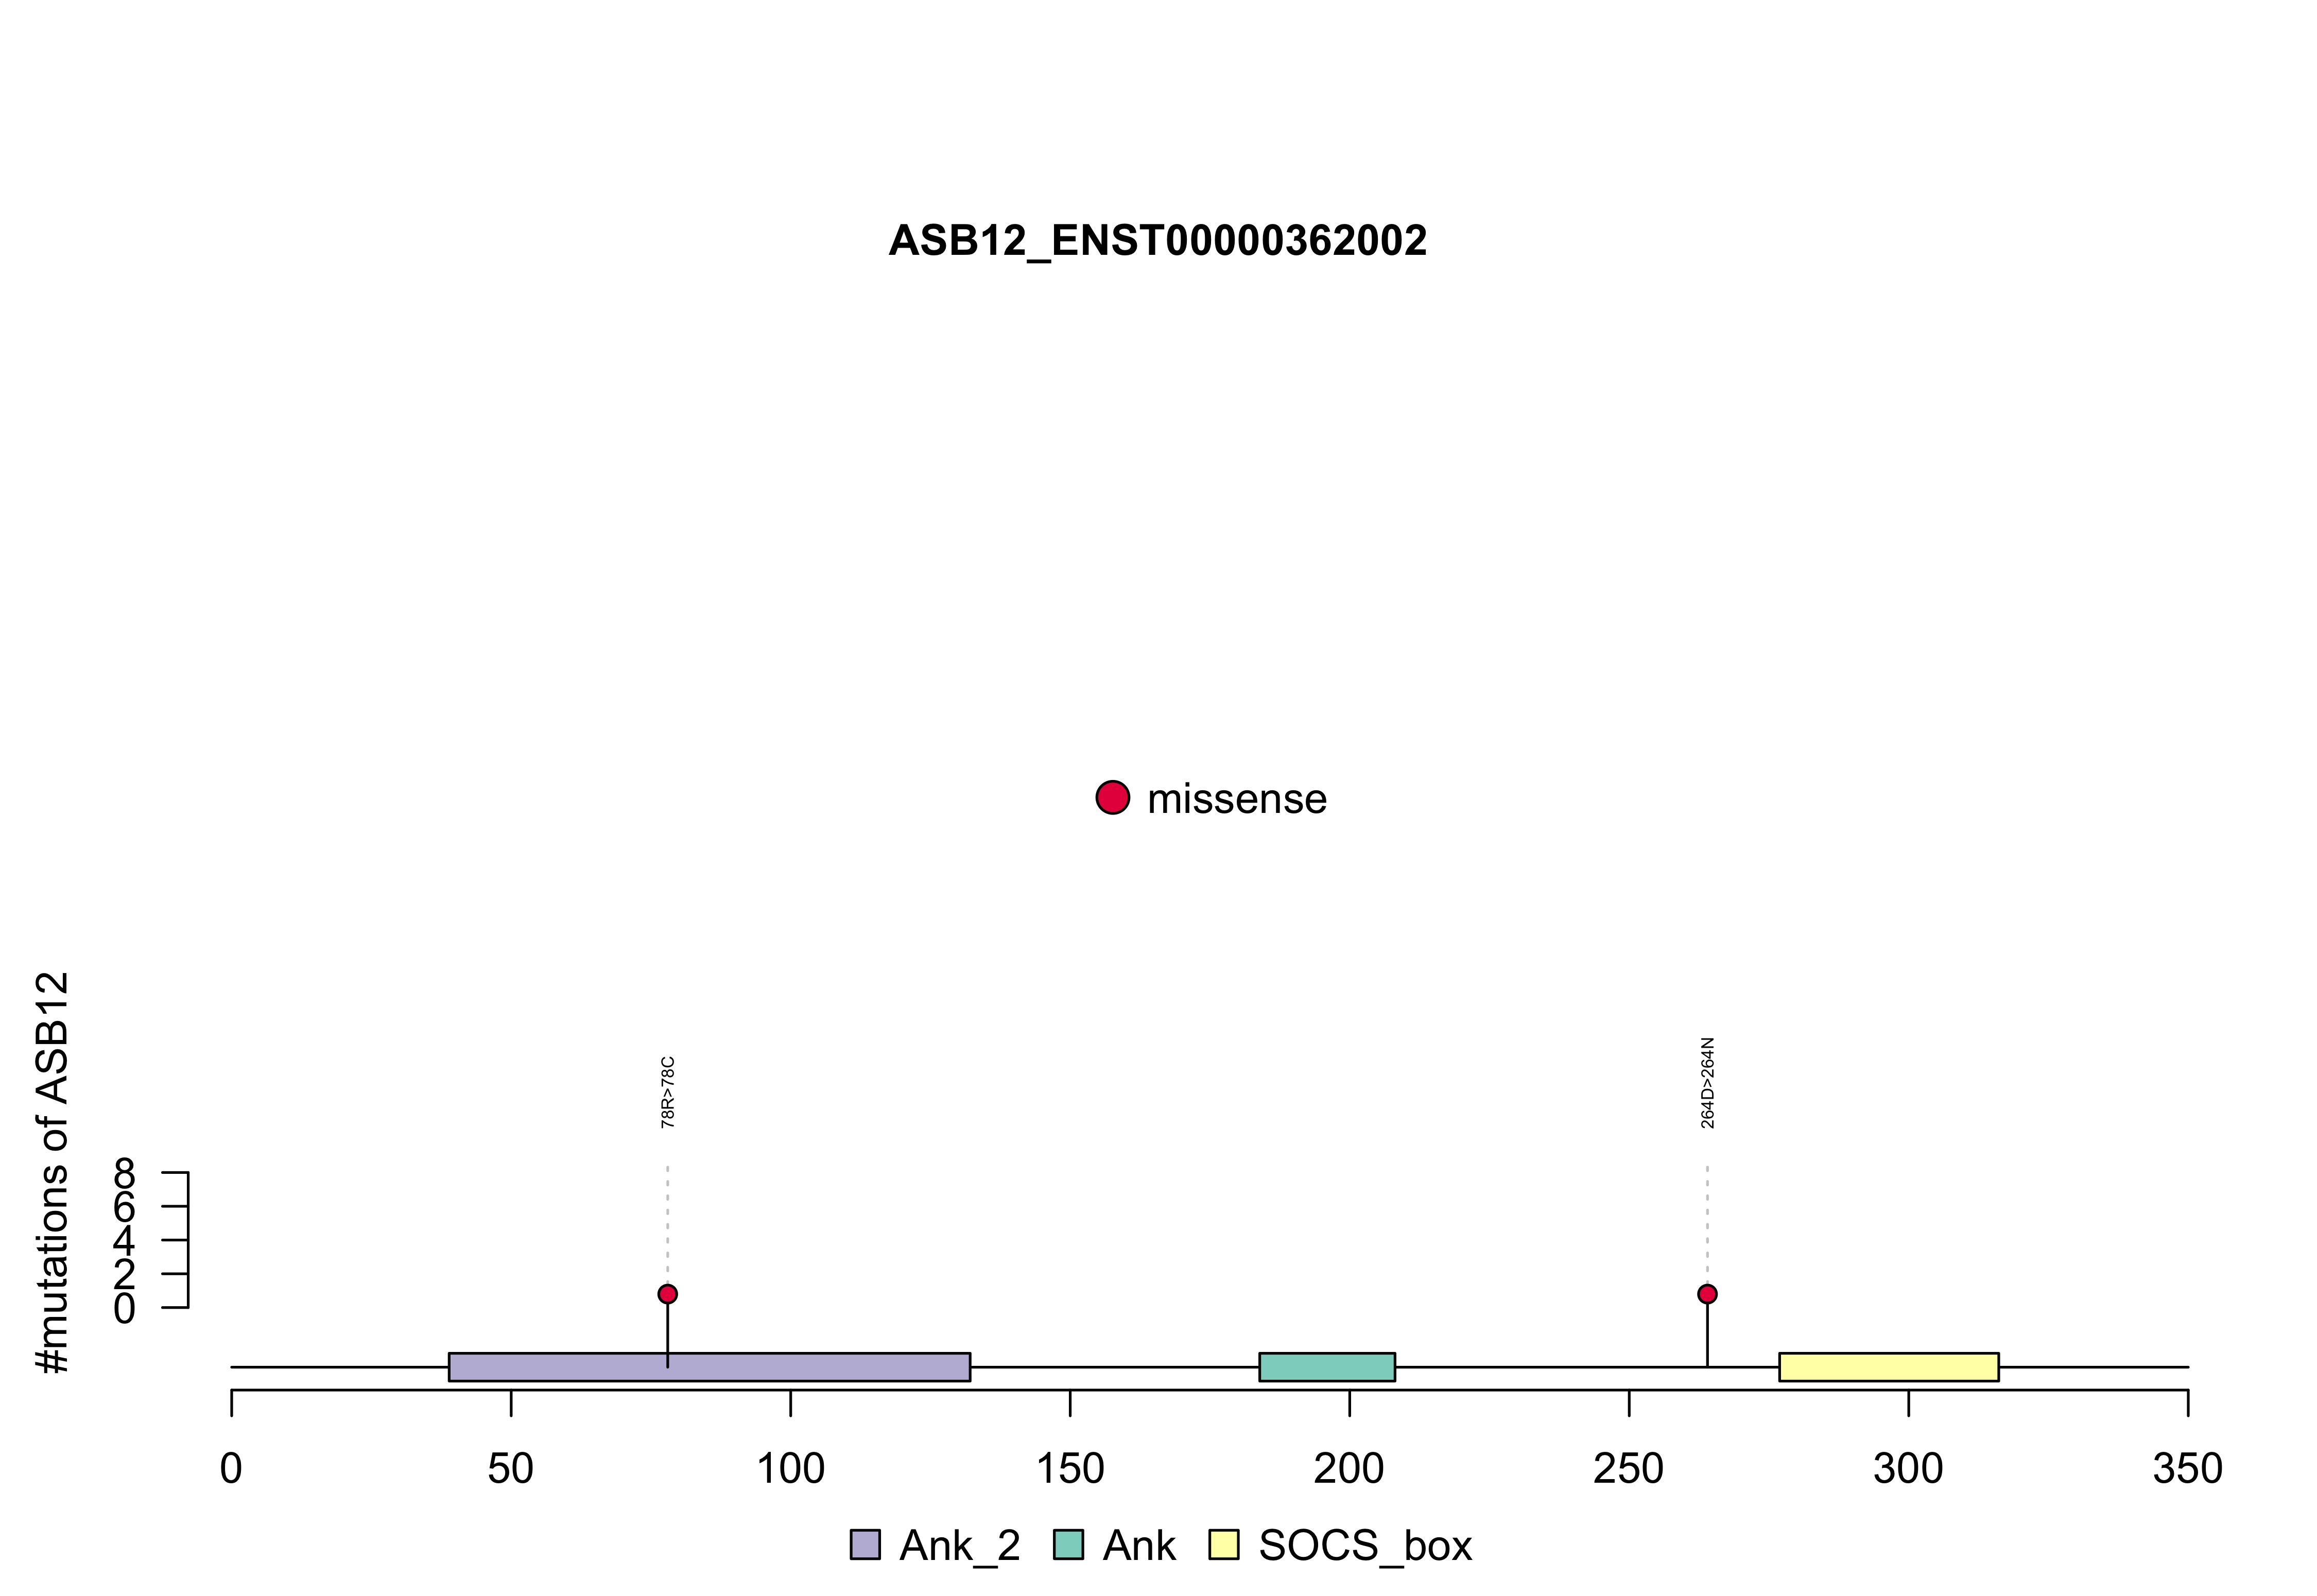 ASB12_ENST00000362002
missense
#mutations of ASB12
78R>78C
264D>264N
8
6
4
2
0
0 50 100 150 200 250 300 350
Ank_2 Ank SOCS_box